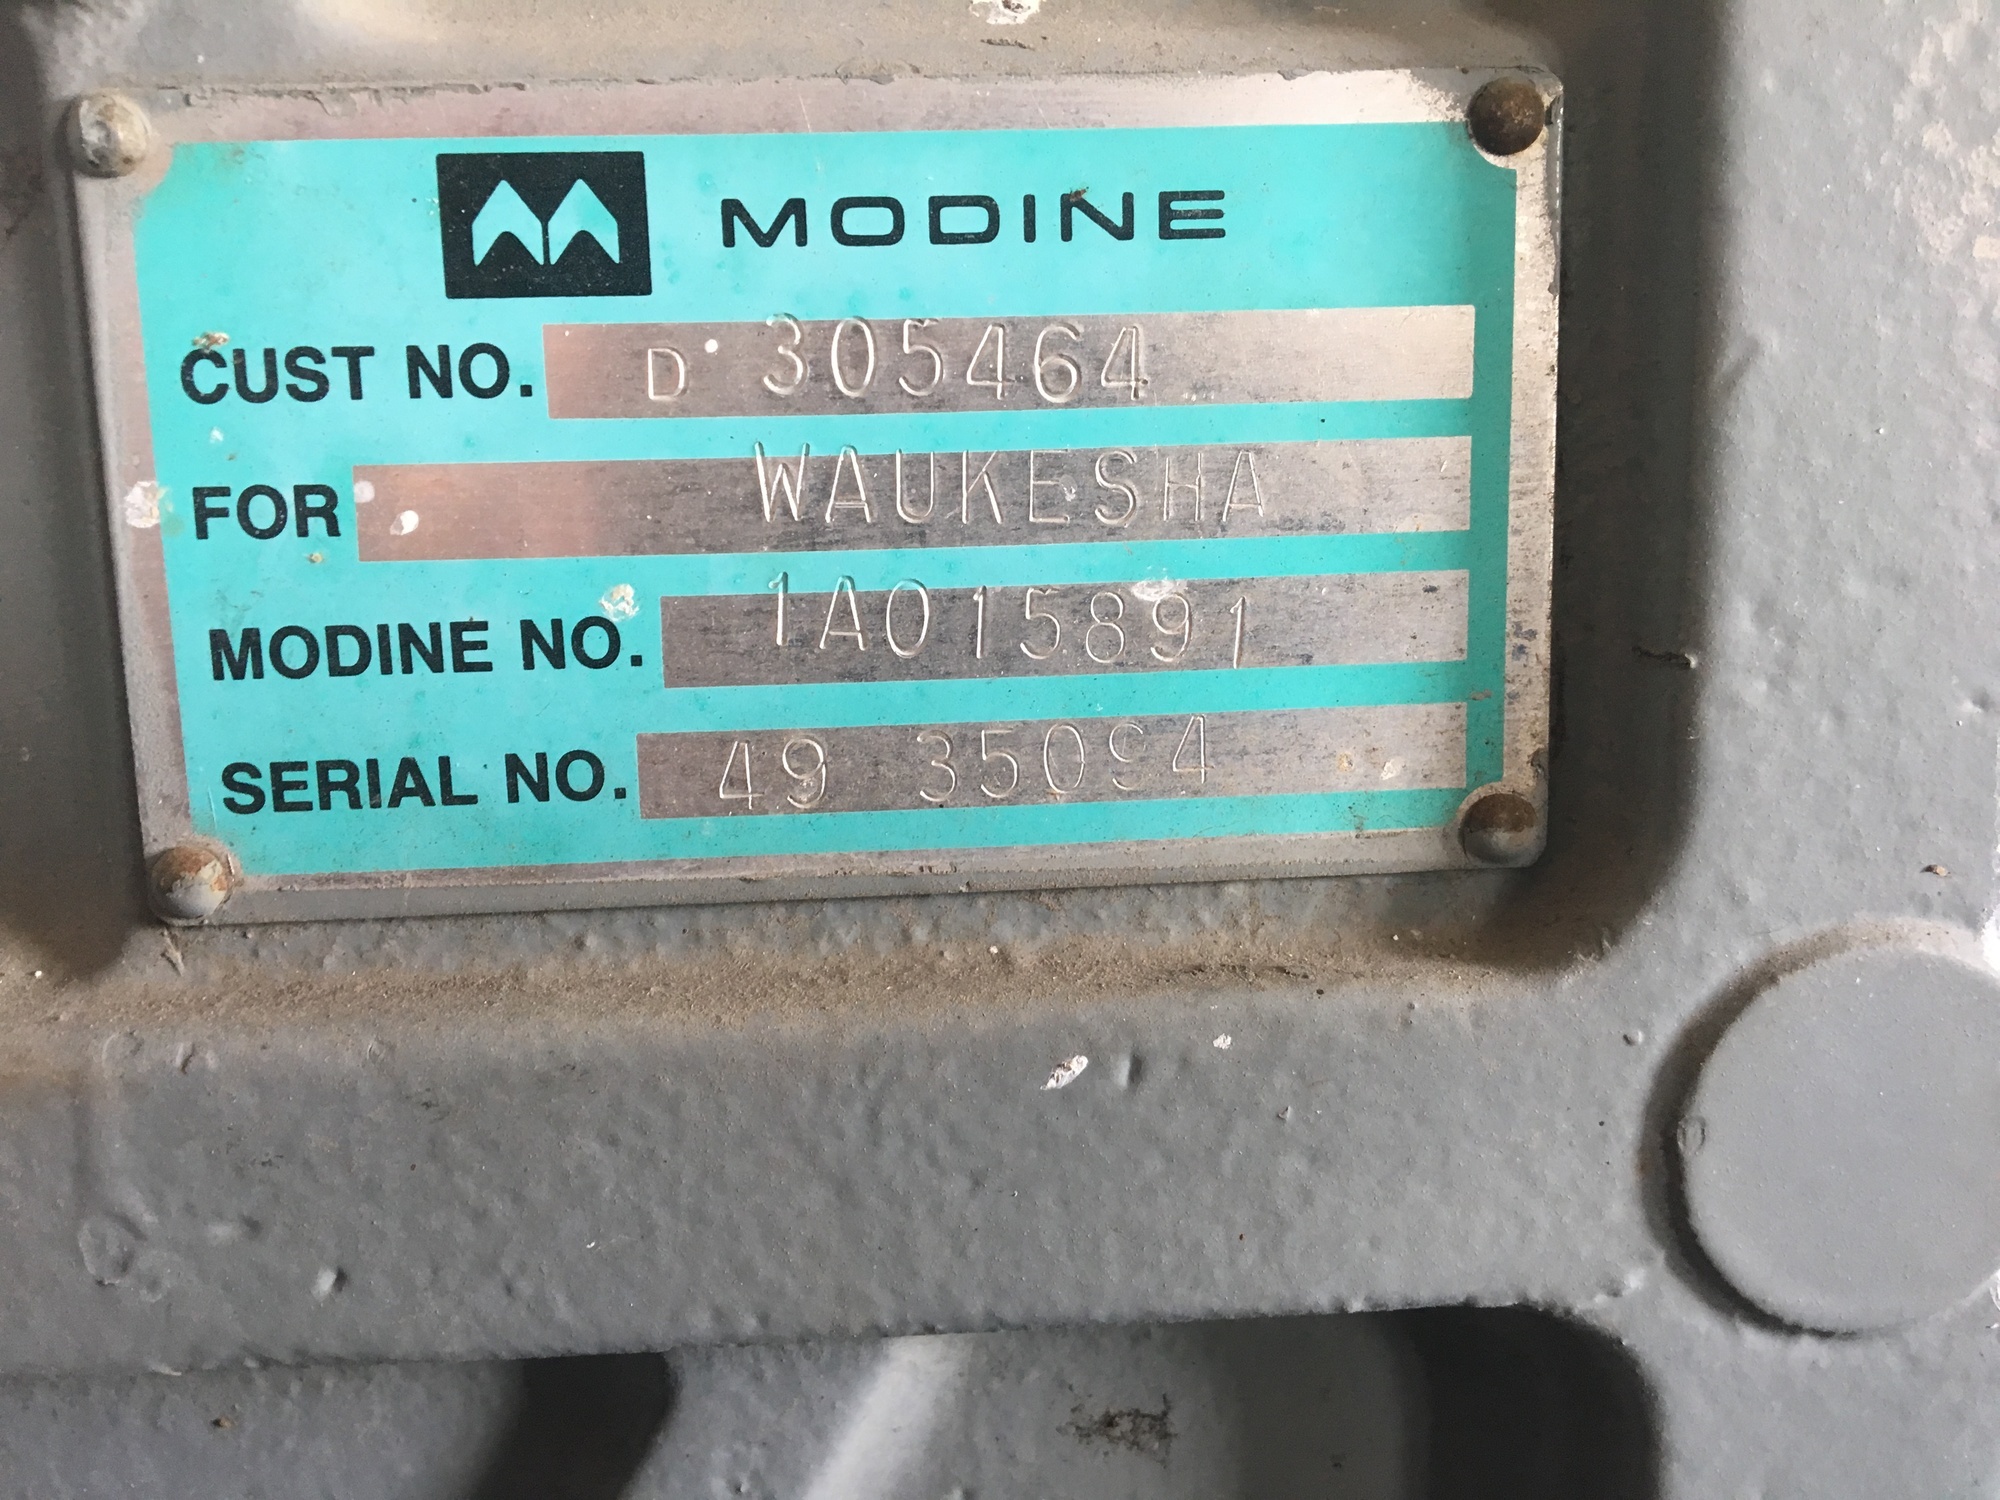 MODINE
CUST NO. D 305464
FOR WAUKESHA
MODINE NO. 1A015891
SERIAL NO. 49 35094